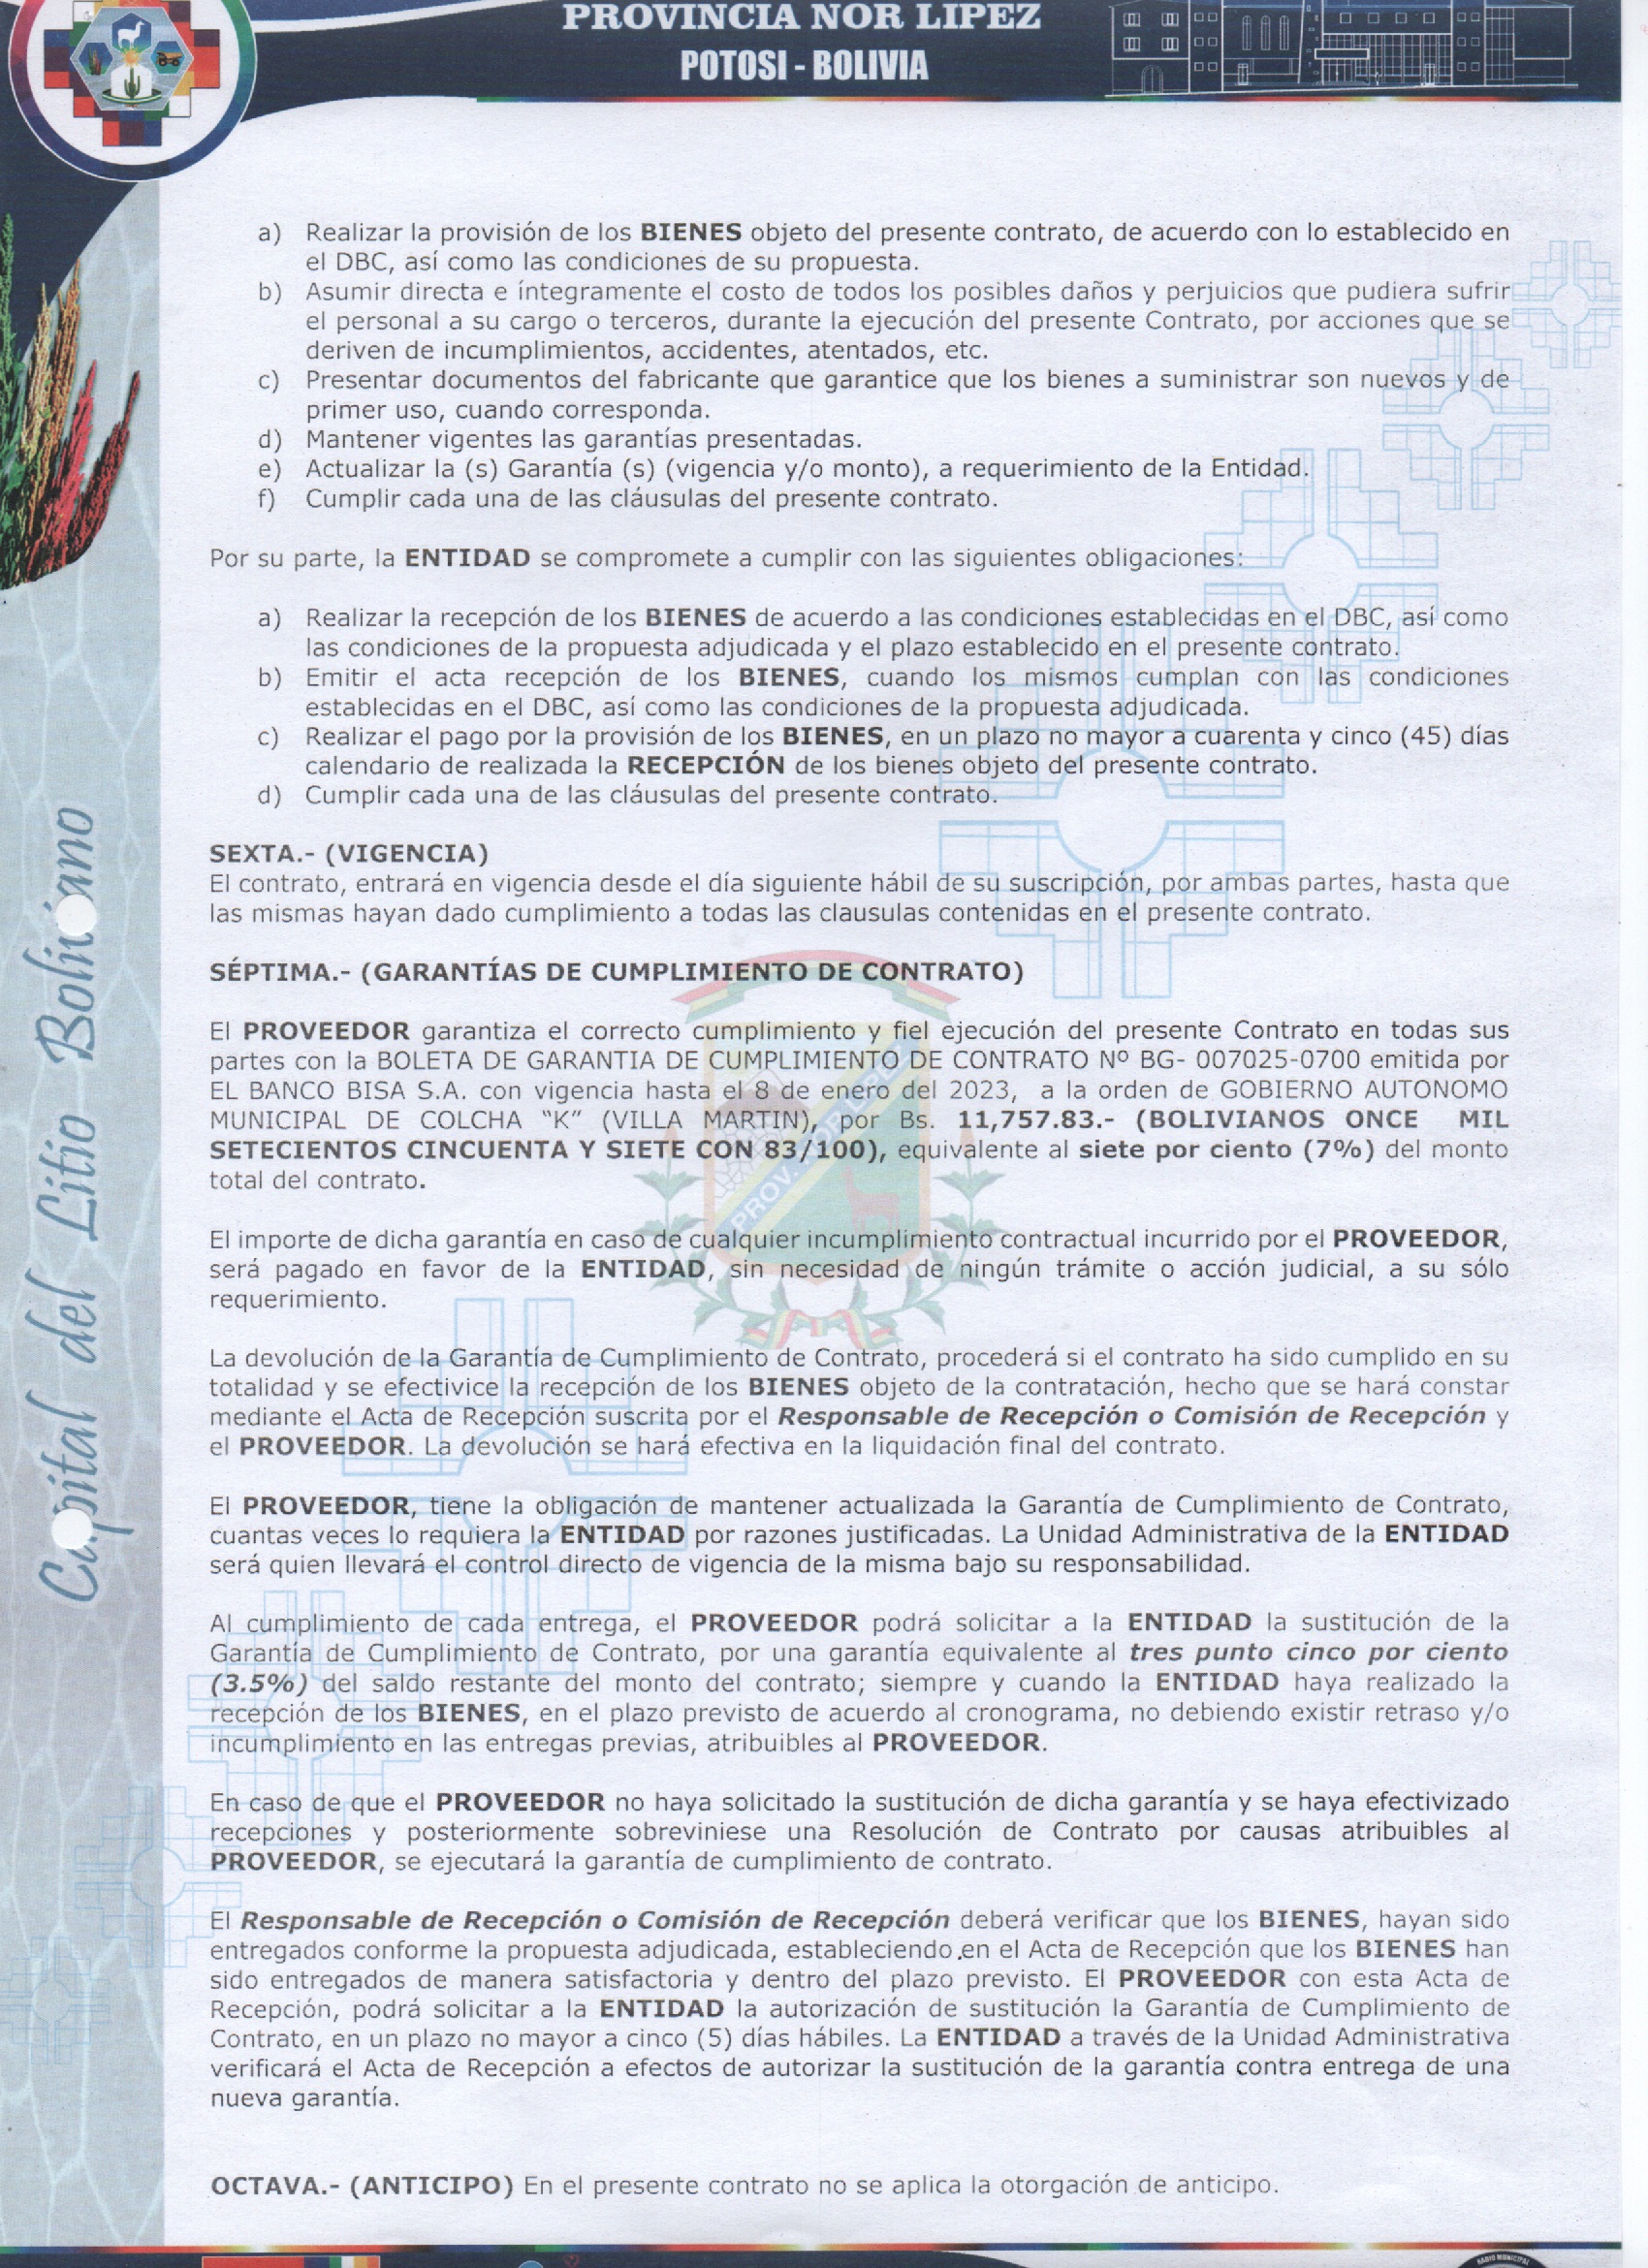 PROVINCIA NOR LIPEZ
POTOSI - BOLIVIA
a) Realizar la provisión de los BIENES objeto del presente contrato, de acuerdo con lo establecido en
el DBC, así como las condiciones de su propuesta.
b) Asumir directa e íntegramente el costo de todos los posibles daños y perjuicios que pudiera sufrir
el personal a su cargo o terceros, durante la ejecución del presente Contrato, por acciones que se
deriven de incumplimientos, accidentes, atentados, etc.
c) Presentar documentos del fabricante que garantice que los bienes a suministrar son nuevos y de
primer uso, cuando corresponda.
d) Mantener vigentes las garantías presentadas.
e) Actualizar la (s) Garantía (s) (vigencia y/o monto), a requerimiento de la Entidad.
f) Cumplir cada una de las cláusulas del presente contrato.
Por su parte, la ENTIDAD se compromete a cumplir con las siguientes obligaciones:
a) Realizar la recepción de los BIENES de acuerdo a las condiciones establecidas en el DBC, así como
las condiciones de la propuesta adjudicada y el plazo establecido en el presente contrato.
b) Emitir el acta recepción de los BIENES, cuando los mismos cumplan con las condiciones
establecidas en el DBC, así como las condiciones de la propuesta adjudicada.
c) Realizar el pago por la provisión de los BIENES, en un plazo no mayor a cuarenta y cinco (45) días
calendario de realizada la RECEPCIÓN de los bienes objeto del presente contrato.
d) Cumplir cada una de las cláusulas del presente contrato.
SEXTA.- (VIGENCIA)
El contrato, entrará en vigencia desde el día siguiente hábil de su suscripción, por ambas partes, hasta que
las mismas hayan dado cumplimiento a todas las clausulas contenidas en el presente contrato.
SÉPTIMA.- (GARANTÍAS DE CUMPLIMIENTO DE CONTRATO)
El PROVEEDOR garantiza el correcto cumplimiento y fiel ejecución del presente Contrato en todas sus
partes con la BOLETA DE GARANTIA DE CUMPLIMIENTO DE CONTRATO Nº BG- 007025-0700 emitida por
EL BANCO BISA S.A. con vigencia hasta el 8 de enero del 2023, a la orden de GOBIERNO AUTONOMO
MUNICIPAL DE COLCHA “K” (VILLA MARTIN), por Bs. 11,757.83.- (BOLIVIANOS ONCE MIL
SETECIENTOS CINCUENTA Y SIETE CON 83/100), equivalente al siete por ciento (7%) del monto
total del contrato.
El importe de dicha garantía en caso de cualquier incumplimiento contractual incurrido por el PROVEEDOR,
será pagado en favor de la ENTIDAD, sin necesidad de ningún trámite o acción judicial, a su sólo
requerimiento.
La devolución de la Garantía de Cumplimiento de Contrato, procederá si el contrato ha sido cumplido en su
totalidad y se efectivice la recepción de los BIENES objeto de la contratación, hecho que se hará constar
mediante el Acta de Recepción suscrita por el Responsable de Recepción o Comisión de Recepción y
el PROVEEDOR. La devolución se hará efectiva en la liquidación final del contrato.
El PROVEEDOR, tiene la obligación de mantener actualizada la Garantía de Cumplimiento de Contrato,
cuantas veces lo requiera la ENTIDAD por razones justificadas. La Unidad Administrativa de la ENTIDAD
será quien llevará el control directo de vigencia de la misma bajo su responsabilidad.
Al cumplimiento de cada entrega, el PROVEEDOR podrá solicitar a la ENTIDAD la sustitución de la
Garantía de Cumplimiento de Contrato, por una garantía equivalente al tres punto cinco por ciento
(3.5%) del saldo restante del monto del contrato; siempre y cuando la ENTIDAD haya realizado la
recepción de los BIENES, en el plazo previsto de acuerdo al cronograma, no debiendo existir retraso y/o
incumplimiento en las entregas previas, atribuibles al PROVEEDOR.
En caso de que el PROVEEDOR no haya solicitado la sustitución de dicha garantía y se haya efectivizado
recepciones y posteriormente sobreviniese una Resolución de Contrato por causas atribuibles al
PROVEEDOR, se ejecutará la garantía de cumplimiento de contrato.
El Responsable de Recepción o Comisión de Recepción deberá verificar que los BIENES, hayan sido
entregados conforme la propuesta adjudicada, estableciendo en el Acta de Recepción que los BIENES han
sido entregados de manera satisfactoria y dentro del plazo previsto. El PROVEEDOR con esta Acta de
Recepción, podrá solicitar a la ENTIDAD la autorización de sustitución la Garantía de Cumplimiento de
Contrato, en un plazo no mayor a cinco (5) días hábiles. La ENTIDAD a través de la Unidad Administrativa
verificará el Acta de Recepción a efectos de autorizar la sustitución de la garantía contra entrega de una
nueva garantía.
OCTAVA.- (ANTICIPO) En el presente contrato no se aplica la otorgación de anticipo.
Capital del Litio Boliviano
PROV. NOR LIPEZ
RADIO MUNICIPAL